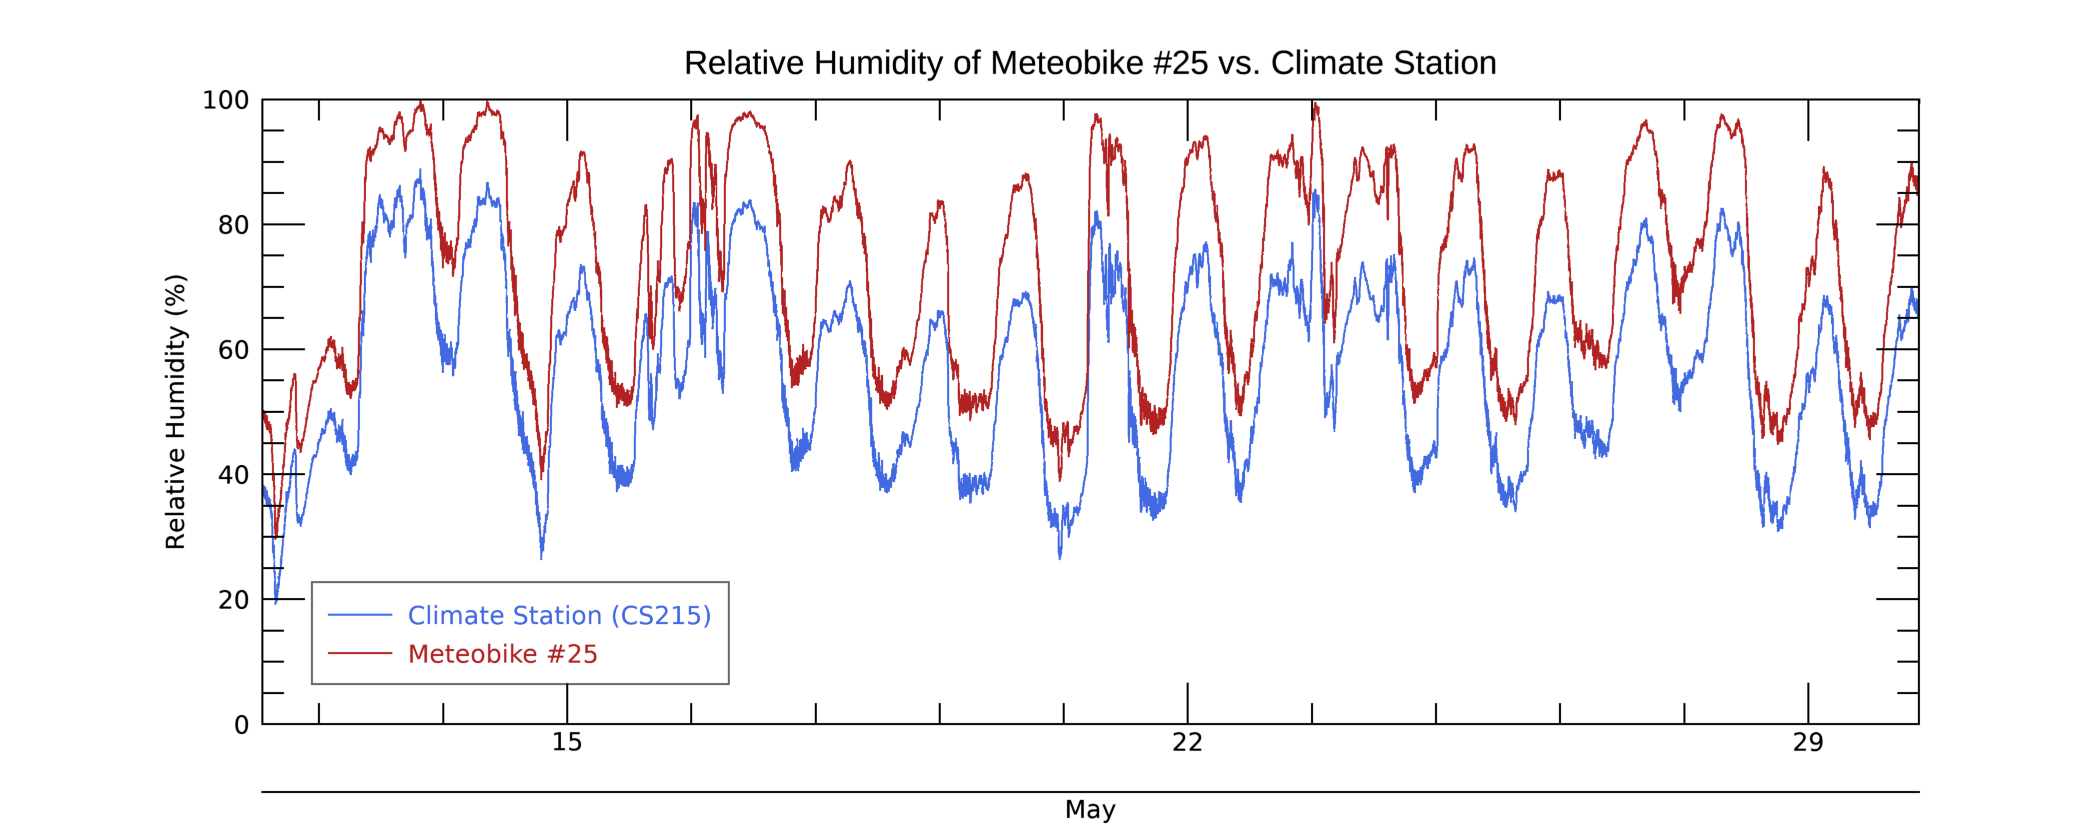 Relative Humidity of Meteobike #25 vs. Climate Station
100
80
60
40
20
0
Relative Humidity (%)
Climate Station (CS215)
Meteobike #25
15
22
29
May